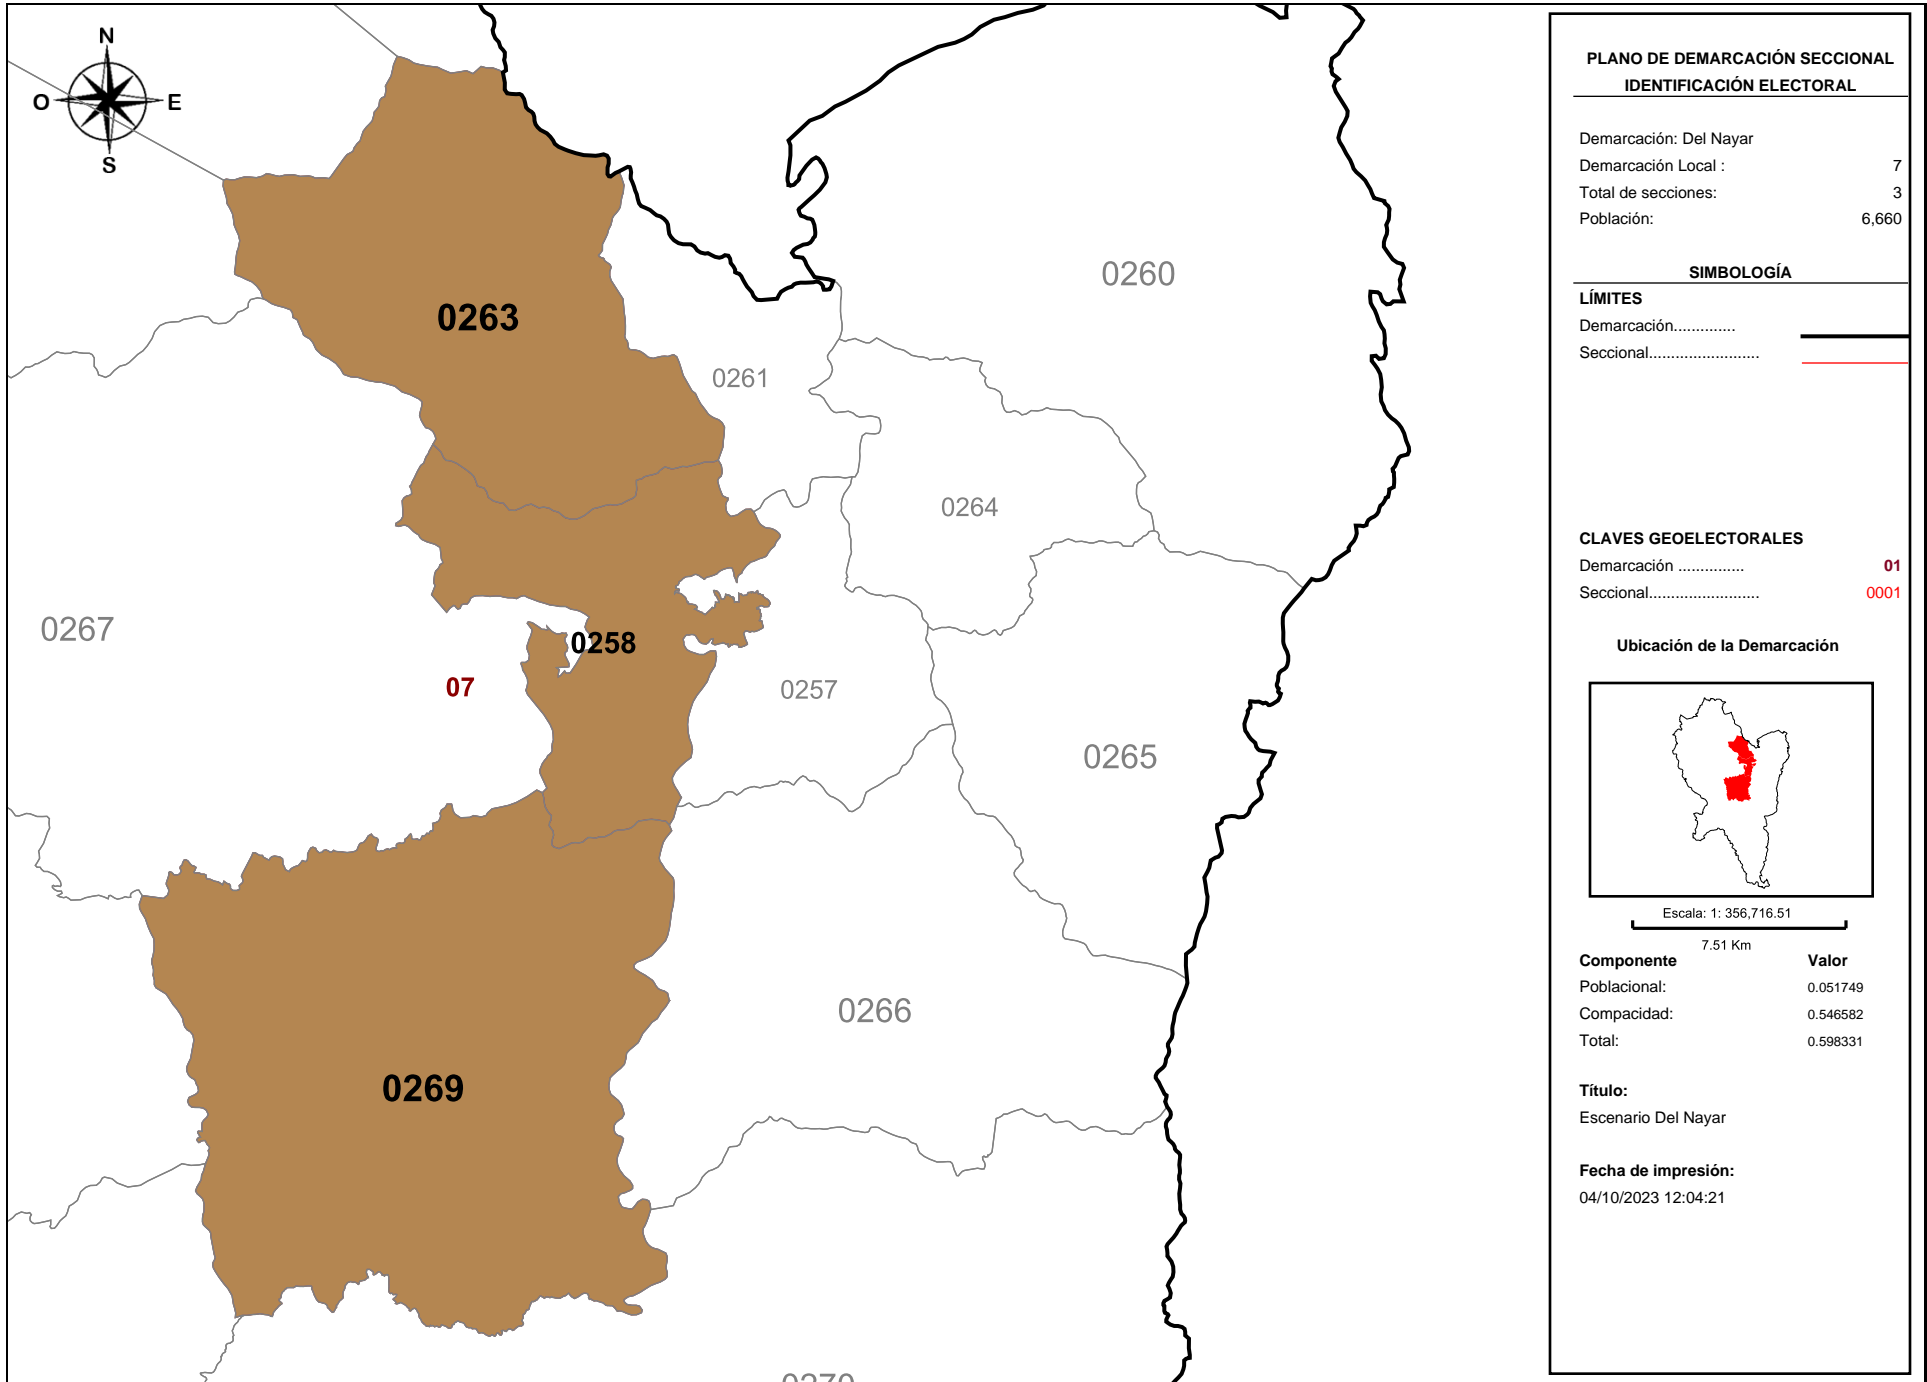 N
O
E
S
0263
0260
0261
0264
0267
0258
07
0257
0265
0266
0269
PLANO DE DEMARCACIÓN SECCIONAL
IDENTIFICACIÓN ELECTORAL
Demarcación: Del Nayar
Demarcación Local : 7
Total de secciones: 3
Población: 6,660
SIMBOLOGÍA
LÍMITES
Demarcación..............
Seccional.........................
CLAVES GEOELECTORALES
Demarcación ............... 01
Seccional......................... 0001
Ubicación de la Demarcación
Escala: 1: 356,716.51
7.51 Km
Componente Valor
Poblacional: 0.051749
Compacidad: 0.546582
Total: 0.598331
Título:
Escenario Del Nayar
Fecha de impresión:
04/10/2023 12:04:21